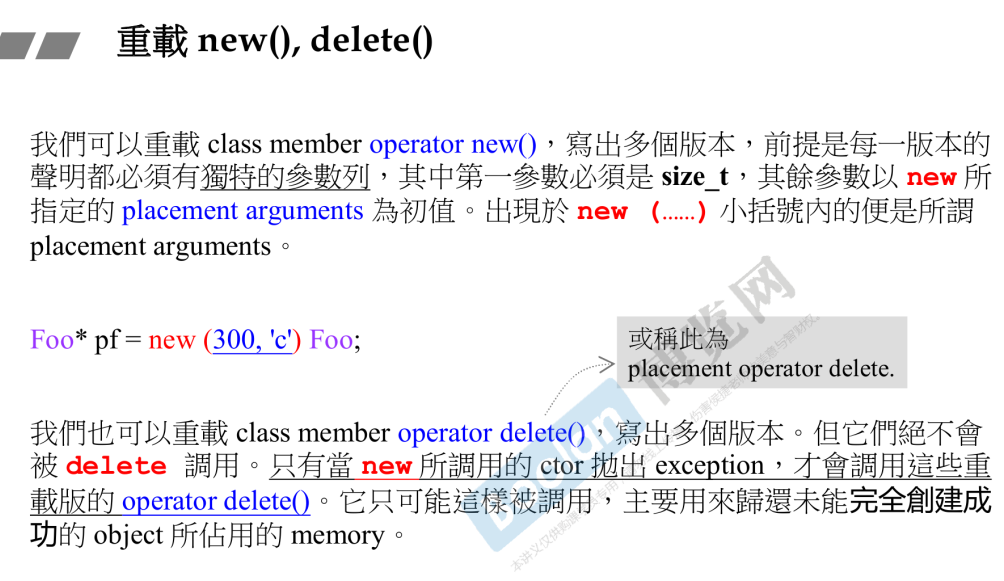 重載 new(), delete()
我們可以重載 class member operator new()，寫出多個版本，前提是每一版本的
聲明都必須有獨特的參數列，其中第一參數必須是 size_t，其餘參數以 new 所
指定的 placement arguments 為初值。出現於 new (......) 小括號內的便是所謂
placement arguments。
Foo* pf = new (300, 'c') Foo;
或稱此為
placement operator delete.
我們也可以重載 class member operator delete()，寫出多個版本。但它們絕不會
被 delete 調用。只有當 new 所調用的 ctor 拋出 exception，才會調用這些重
載版的 operator delete()。它只可能這樣被調用，主要用來歸還未能完全創建成
功的 object 所佔用的 memory。
boolan
博览网